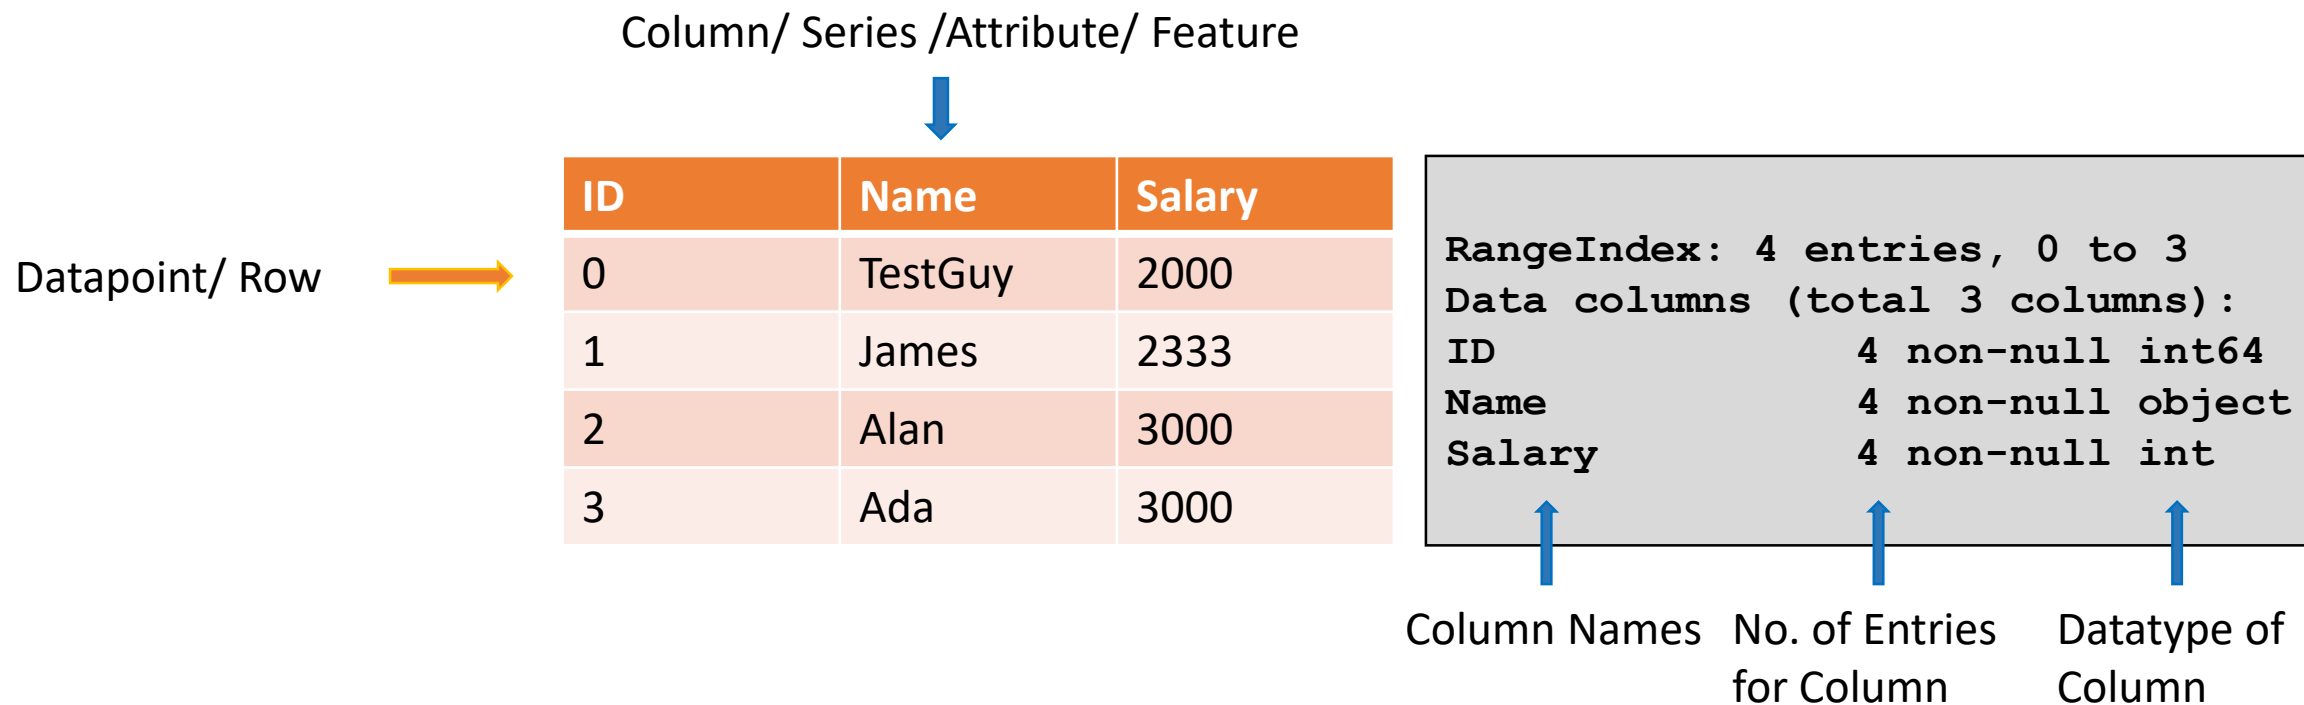 Column/ Series /Attribute/ Feature
ID Name Salary
Datapoint/ Row
0 TestGuy 2000
1 James 2333
2 Alan 3000
3 Ada 3000
RangeIndex: 4 entries, 0 to 3
Data columns (total 3 columns):
ID 4 non-null int64
Name 4 non-null object
Salary 4 non-null int
Column Names
No. of Entries
for Column
Datatype of
Column